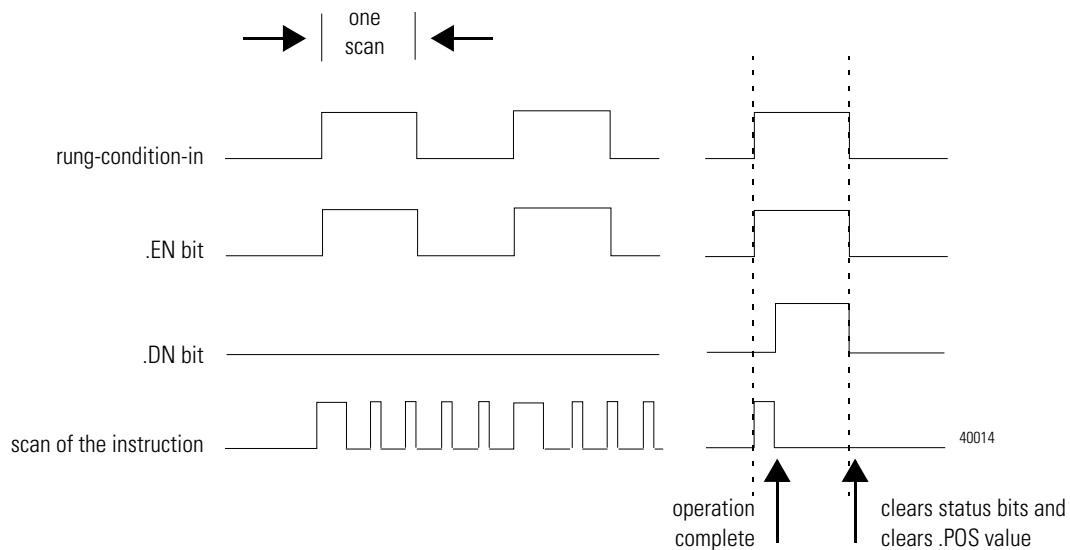 one
scan
rung-condition-in
.EN bit
.DN bit
scan of the instruction
40014
operation
complete
clears status bits and
clears .POS value